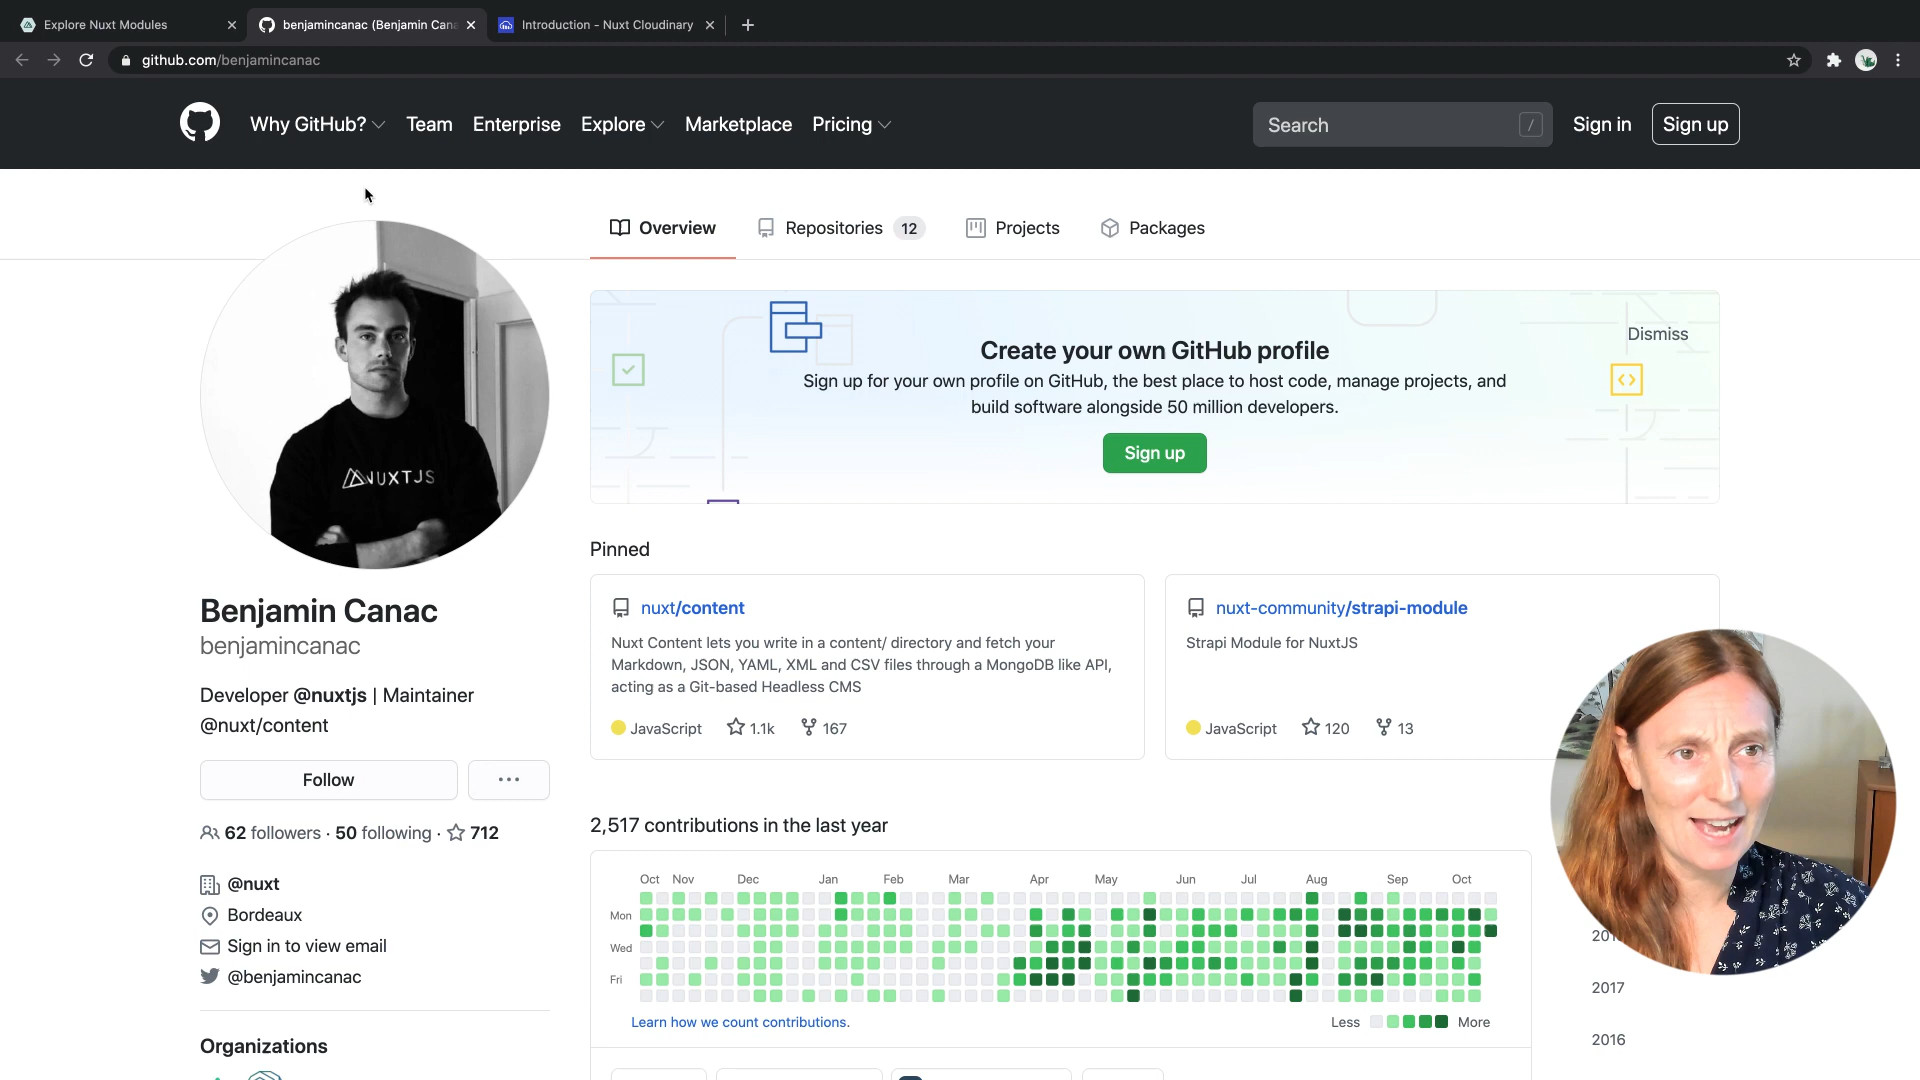 Explore Nuxt Modules
benjamincanac (Benjamin Cana
Introduction - Nuxt Cloudinary
github.com/benjamincanac
Why GitHub?
Team
Enterprise
Explore
Marketplace
Pricing
Search
/
Sign in
Sign up
Overview
Repositories 12
Projects
Packages
Create your own GitHub profile
Dismiss
Sign up for your own profile on GitHub, the best place to host code, manage projects, and
build software alongside 50 million developers.
Sign up
NUXTJS
Benjamin Canac
benjamincanac
Developer @nuxtjs | Maintainer
@nuxt/content
Follow
62 followers · 50 following · 712
@nuxt
Bordeaux
Sign in to view email
@benjamincanac
Organizations
Pinned
nuxt/content
Nuxt Content lets you write in a content/ directory and fetch your
Markdown, JSON, YAML, XML and CSV files through a MongoDB like API,
acting as a Git-based Headless CMS
JavaScript 1.1k 167
nuxt-community/strapi-module
Strapi Module for NuxtJS
JavaScript 120 13
2,517 contributions in the last year
Oct Nov Dec Jan Feb Mar Apr May Jun Jul Aug Sep Oct
Mon
Wed
Fri
Learn how we count contributions.
Less More
2017
2016